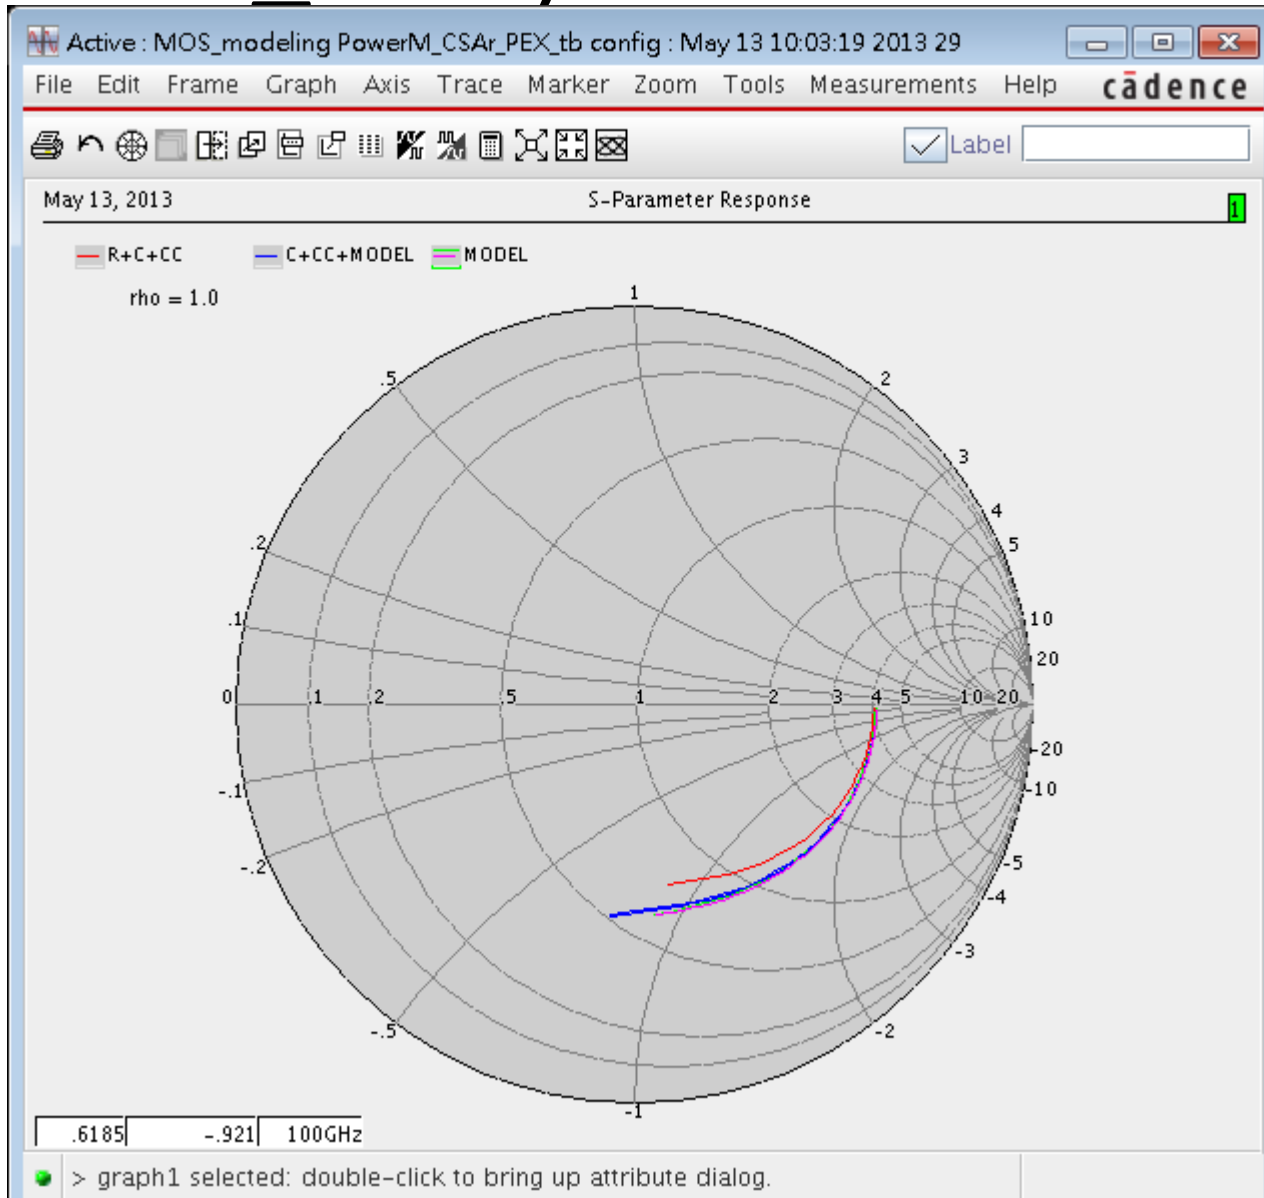 Active : MOS_modeling PowerM_CSAr_PEX_tb config : May 13 10:03:19 2013 29
File Edit Frame Graph Axis Trace Marker Zoom Tools Measurements Help cādence
Label
May 13, 2013 S-Parameter Response 1
R+C+CC C+CC+MODEL MODEL
rho = 1.0
1
.5 2
3
4
.2 5
.1 10
20
0 .1 .2 .5 1 2 3 4 5 10 20
-20
-.1 -10
-.2 -5
-4
-3
-.5 -2
-1
.6185 -.921 100GHz
> graph1 selected: double-click to bring up attribute dialog.